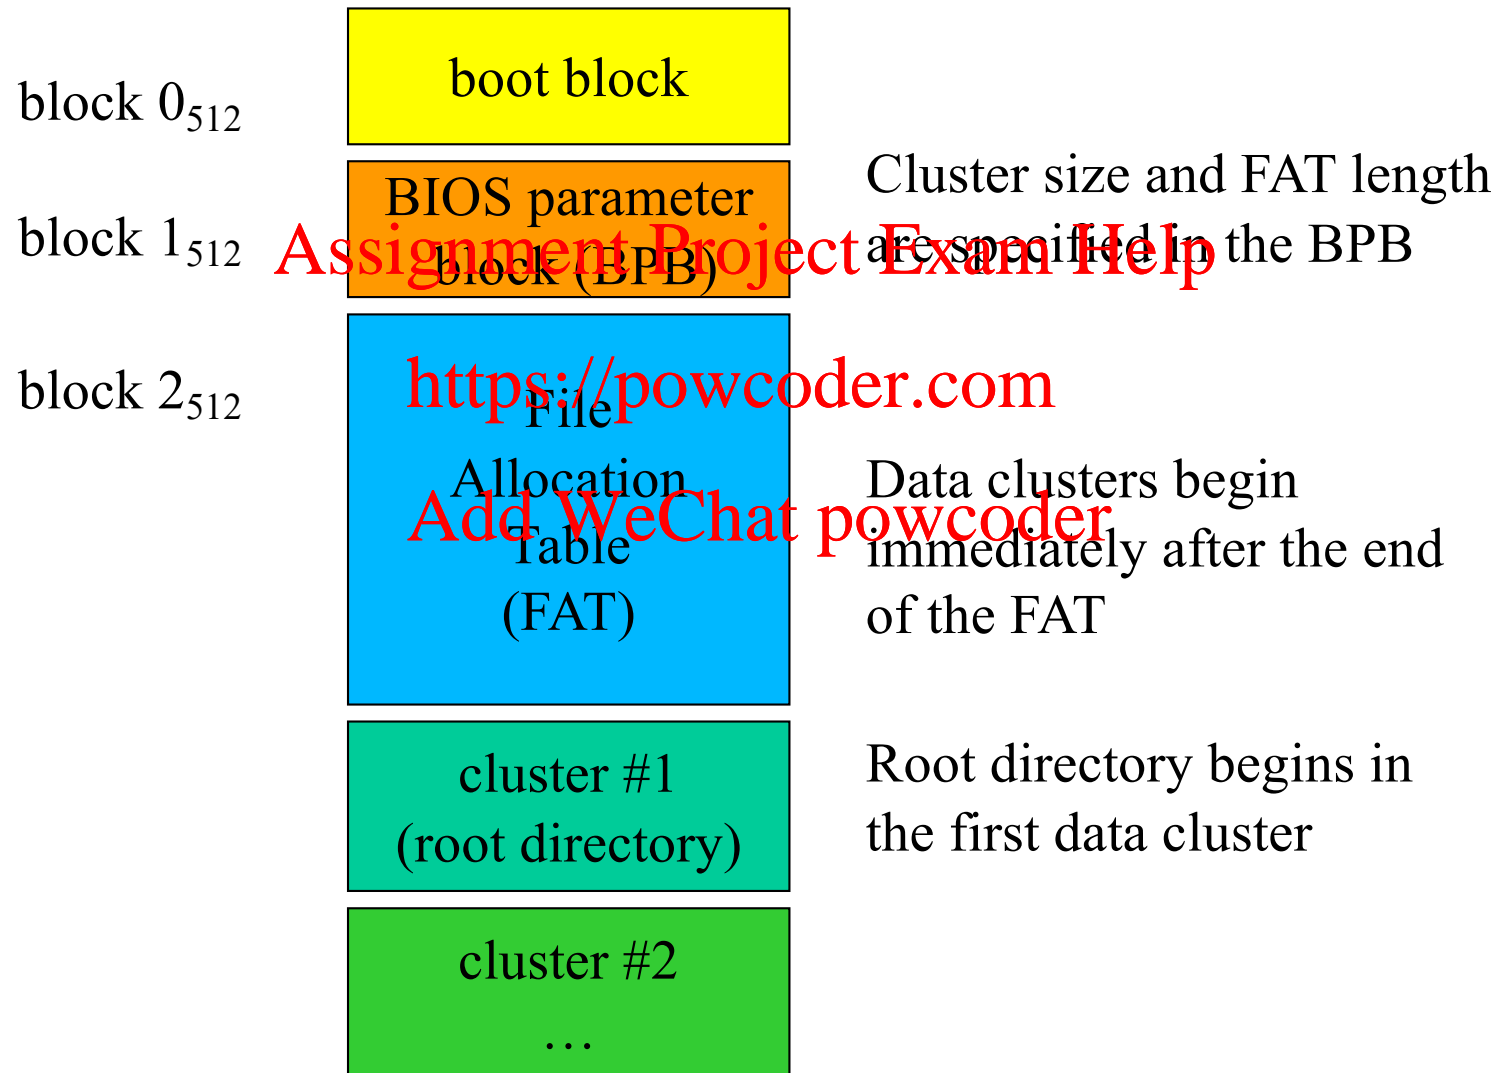 boot block
block 0512
BIOS parameter
block (BPB)
block 1512
Cluster size and FAT length
are specified in the BPB
Assignment Project Exam Help
block 2512
https://powcoder.com
File
Allocation
Table
(FAT)
Add WeChat powcoder
Data clusters begin
immediately after the end
of the FAT
cluster #1
(root directory)
Root directory begins in
the first data cluster
cluster #2
…